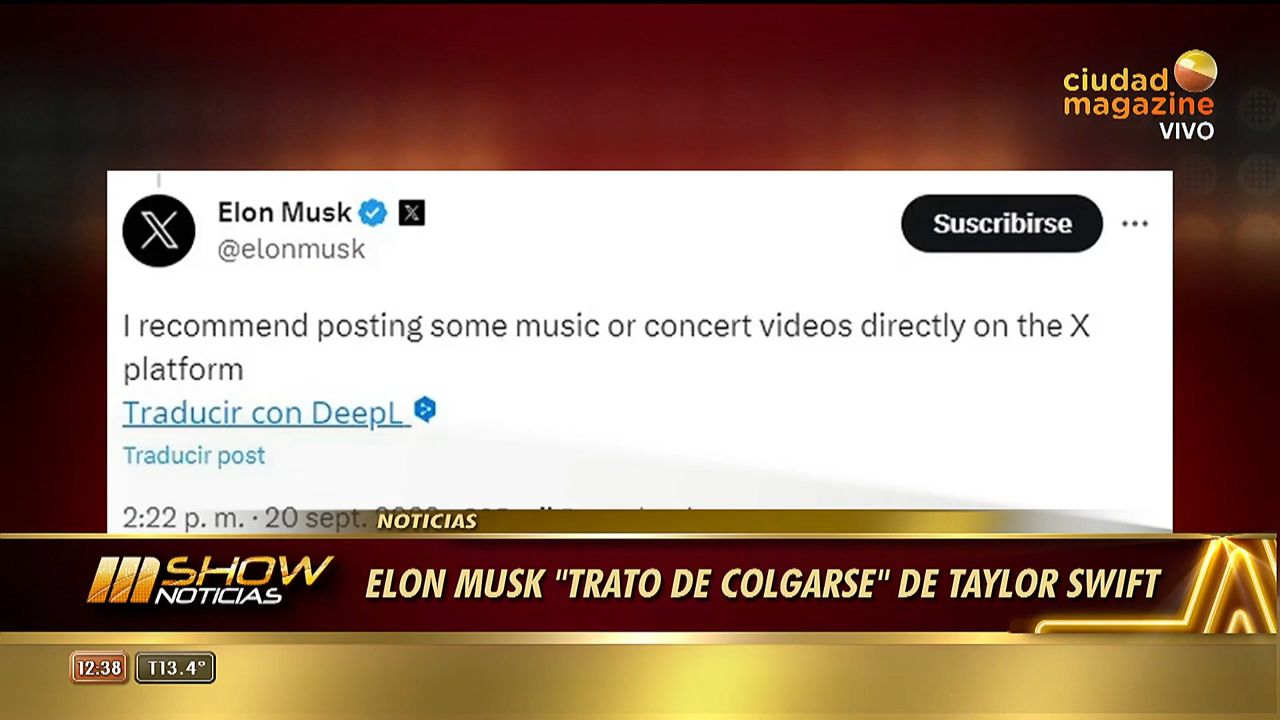 ciudad
magazine
VIVO
Elon Musk
@elonmusk
Suscribirse
I recommend posting some music or concert videos directly on the X
platform
Traducir con DeepL
Traducir post
2:22 p. m. · 20 sept.
NOTICIAS
SHOW
NOTICIAS
ELON MUSK "TRATO DE COLGARSE" DE TAYLOR SWIFT
12:38
T13.4°